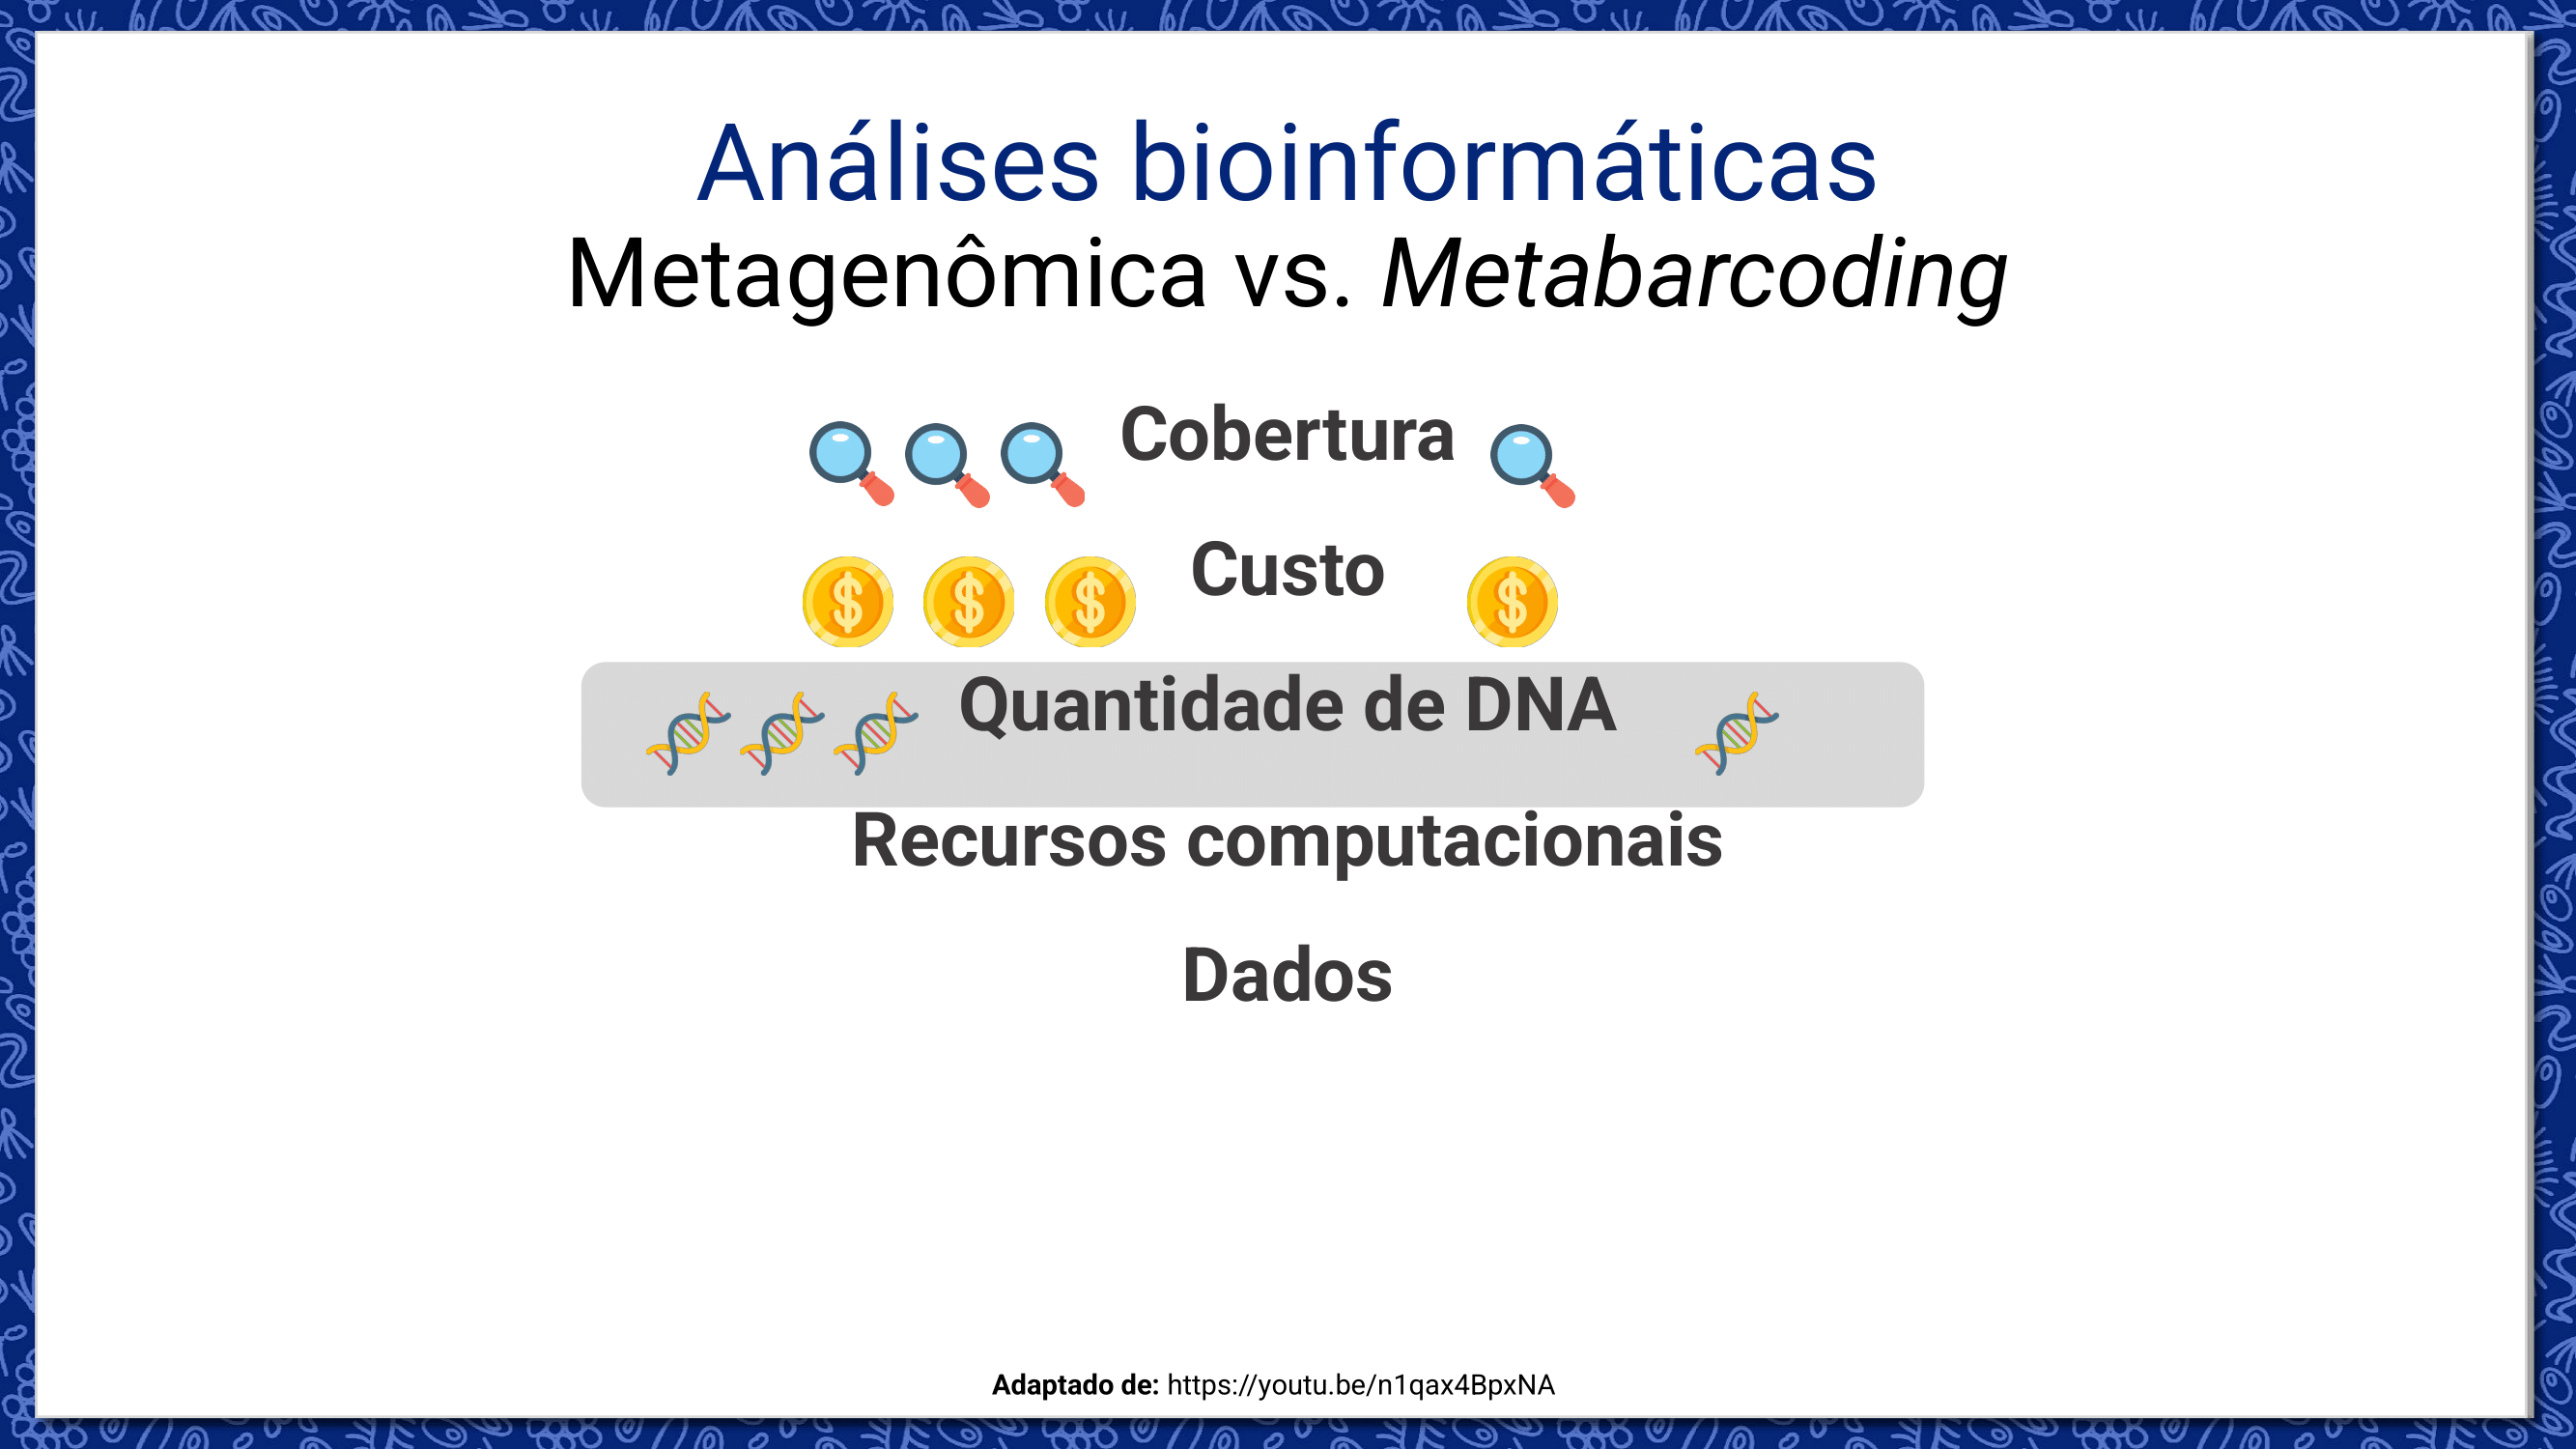 Análises bioinformáticas
Metagenômica vs. Metabarcoding
Cobertura
Custo
Quantidade de DNA
Recursos computacionais
Dados
Adaptado de: https://youtu.be/n1qax4BpxNA